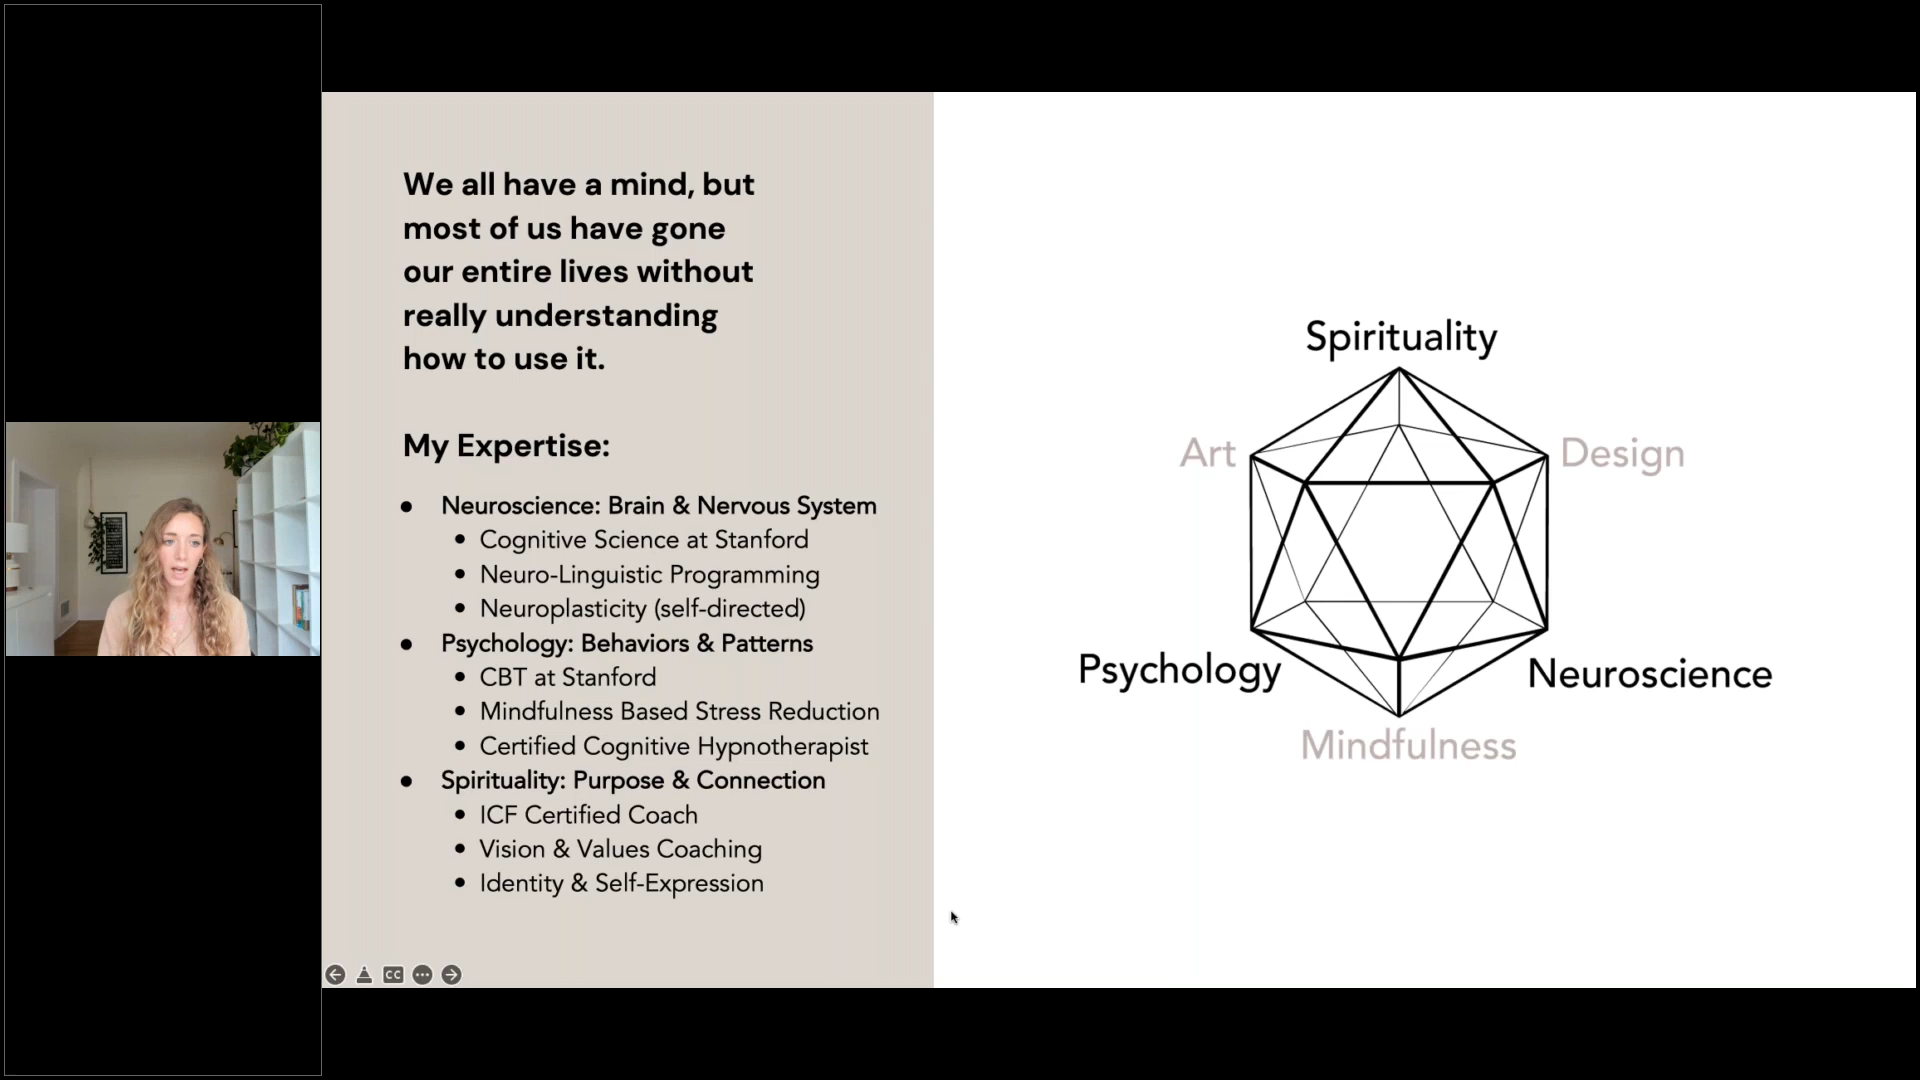 We all have a mind, but
most of us have gone
our entire lives without
really understanding
how to use it.
My Expertise:
● Neuroscience: Brain & Nervous System
• Cognitive Science at Stanford
• Neuro-Linguistic Programming
• Neuroplasticity (self-directed)
● Psychology: Behaviors & Patterns
• CBT at Stanford
• Mindfulness Based Stress Reduction
• Certified Cognitive Hypnotherapist
● Spirituality: Purpose & Connection
• ICF Certified Coach
• Vision & Values Coaching
• Identity & Self-Expression
CC
Spirituality
Art
Design
Psychology
Neuroscience
Mindfulness